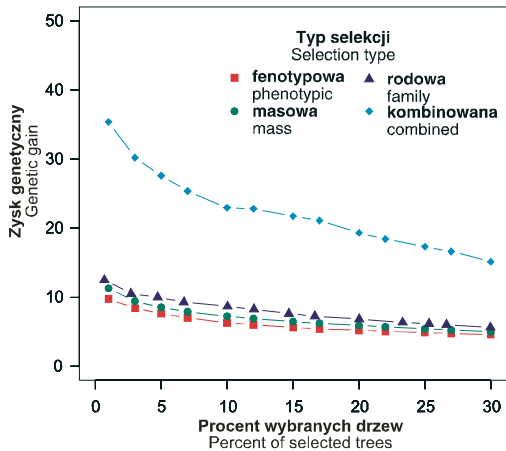 50
40
30
20
10
0
Zysk genetyczny
Genetic gain
Typ selekcji
Selection type
fenotypowa
phenotypic
masowa
mass
rodowa
family
kombinowana
combined
0 5 10 15 20 25 30
Procent wybranych drzew
Percent of selected trees